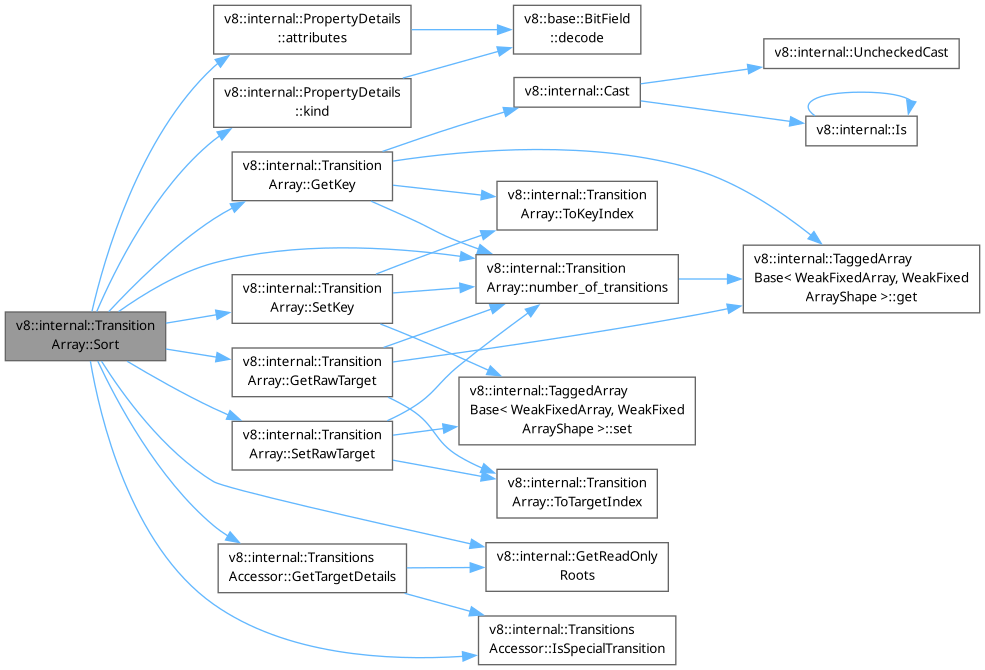 v8::internal::Transition
Array::Sort
v8::internal::PropertyDetails
::attributes
v8::internal::PropertyDetails
::kind
v8::internal::Transition
Array::GetKey
v8::internal::Transition
Array::SetKey
v8::internal::Transition
Array::GetRawTarget
v8::internal::Transition
Array::SetRawTarget
v8::internal::Transitions
Accessor::GetTargetDetails
v8::base::BitField
::decode
v8::internal::Cast
v8::internal::Transition
Array::ToKeyIndex
v8::internal::Transition
Array::number_of_transitions
v8::internal::TaggedArray
Base< WeakFixedArray, WeakFixed
ArrayShape >::set
v8::internal::Transition
Array::ToTargetIndex
v8::internal::GetReadOnly
Roots
v8::internal::Transitions
Accessor::IsSpecialTransition
v8::internal::UncheckedCast
v8::internal::Is
v8::internal::TaggedArray
Base< WeakFixedArray, WeakFixed
ArrayShape >::get